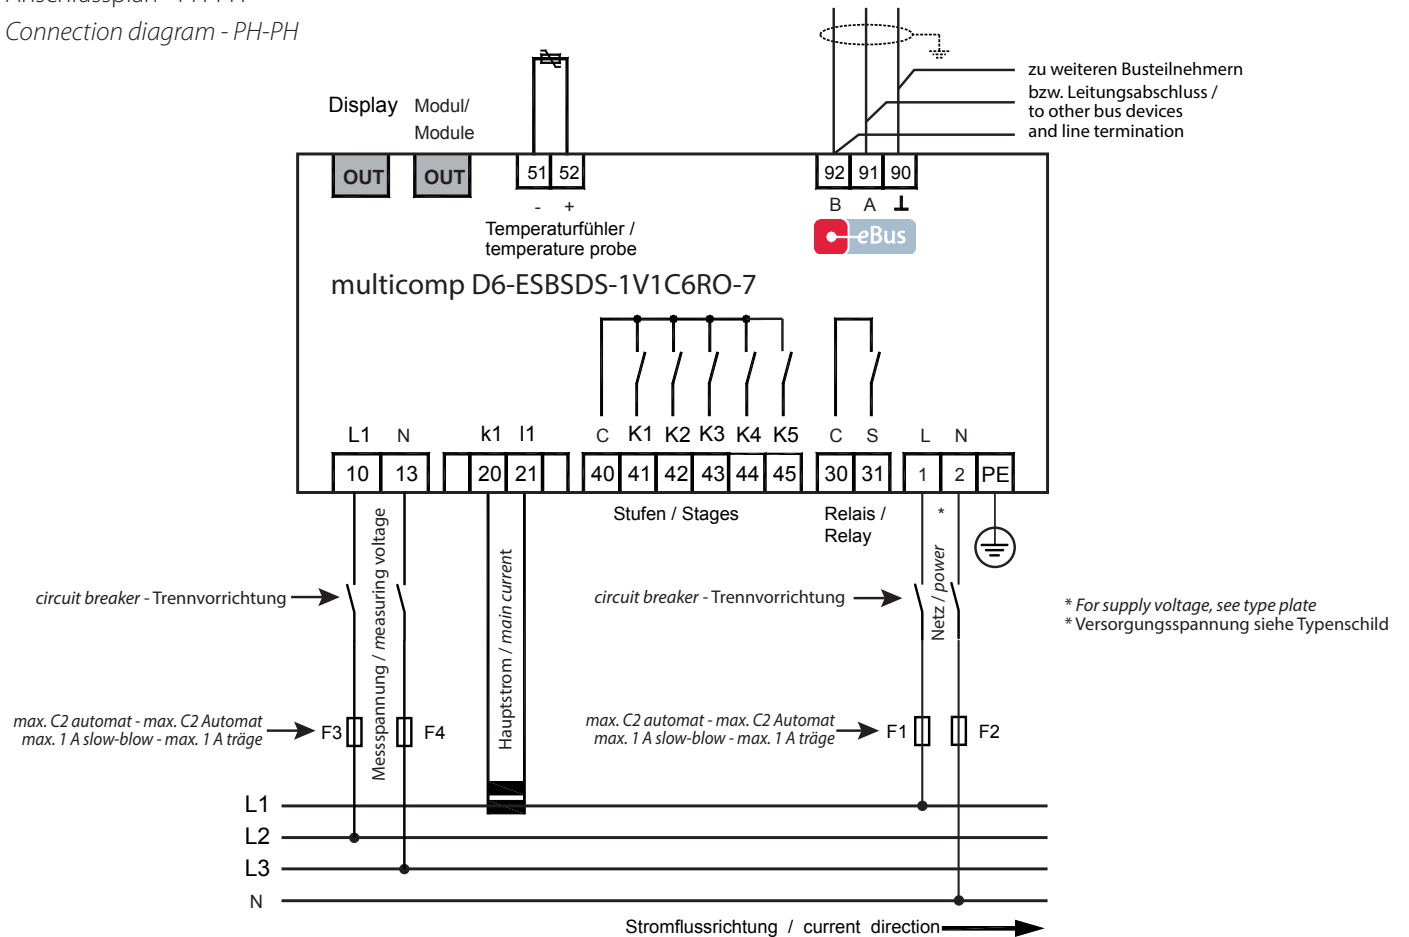 Anschlussplan - PH-PH
Connection diagram - PH-PH
zu weiteren Busteilnehmern
bzw. Leitungsabschluss /
to other bus devices
and line termination
Display
Modul/
Module
OUT
OUT
51 52
92 91 90
- +
B A
Temperaturfühler /
temperature probe
eBus
multicomp D6-ESBSDS-1V1C6RO-7
L1 N k1 l1 C K1 K2 K3 K4 K5 C S L N
10 13 20 21 40 41 42 43 44 45 30 31 1 2 PE
Stufen / Stages
Relais /
Relay
*
Messspannung / measuring voltage
Hauptstrom / main current
Netz / power
circuit breaker - Trennvorrichtung
circuit breaker - Trennvorrichtung
* For supply voltage, see type plate
* Versorgungsspannung siehe Typenschild
max. C2 automat - max. C2 Automat
max. 1 A slow-blow - max. 1 A träge
F3 F4
max. C2 automat - max. C2 Automat
max. 1 A slow-blow - max. 1 A träge
F1 F2
L1
L2
L3
N
Stromflussrichtung / current direction